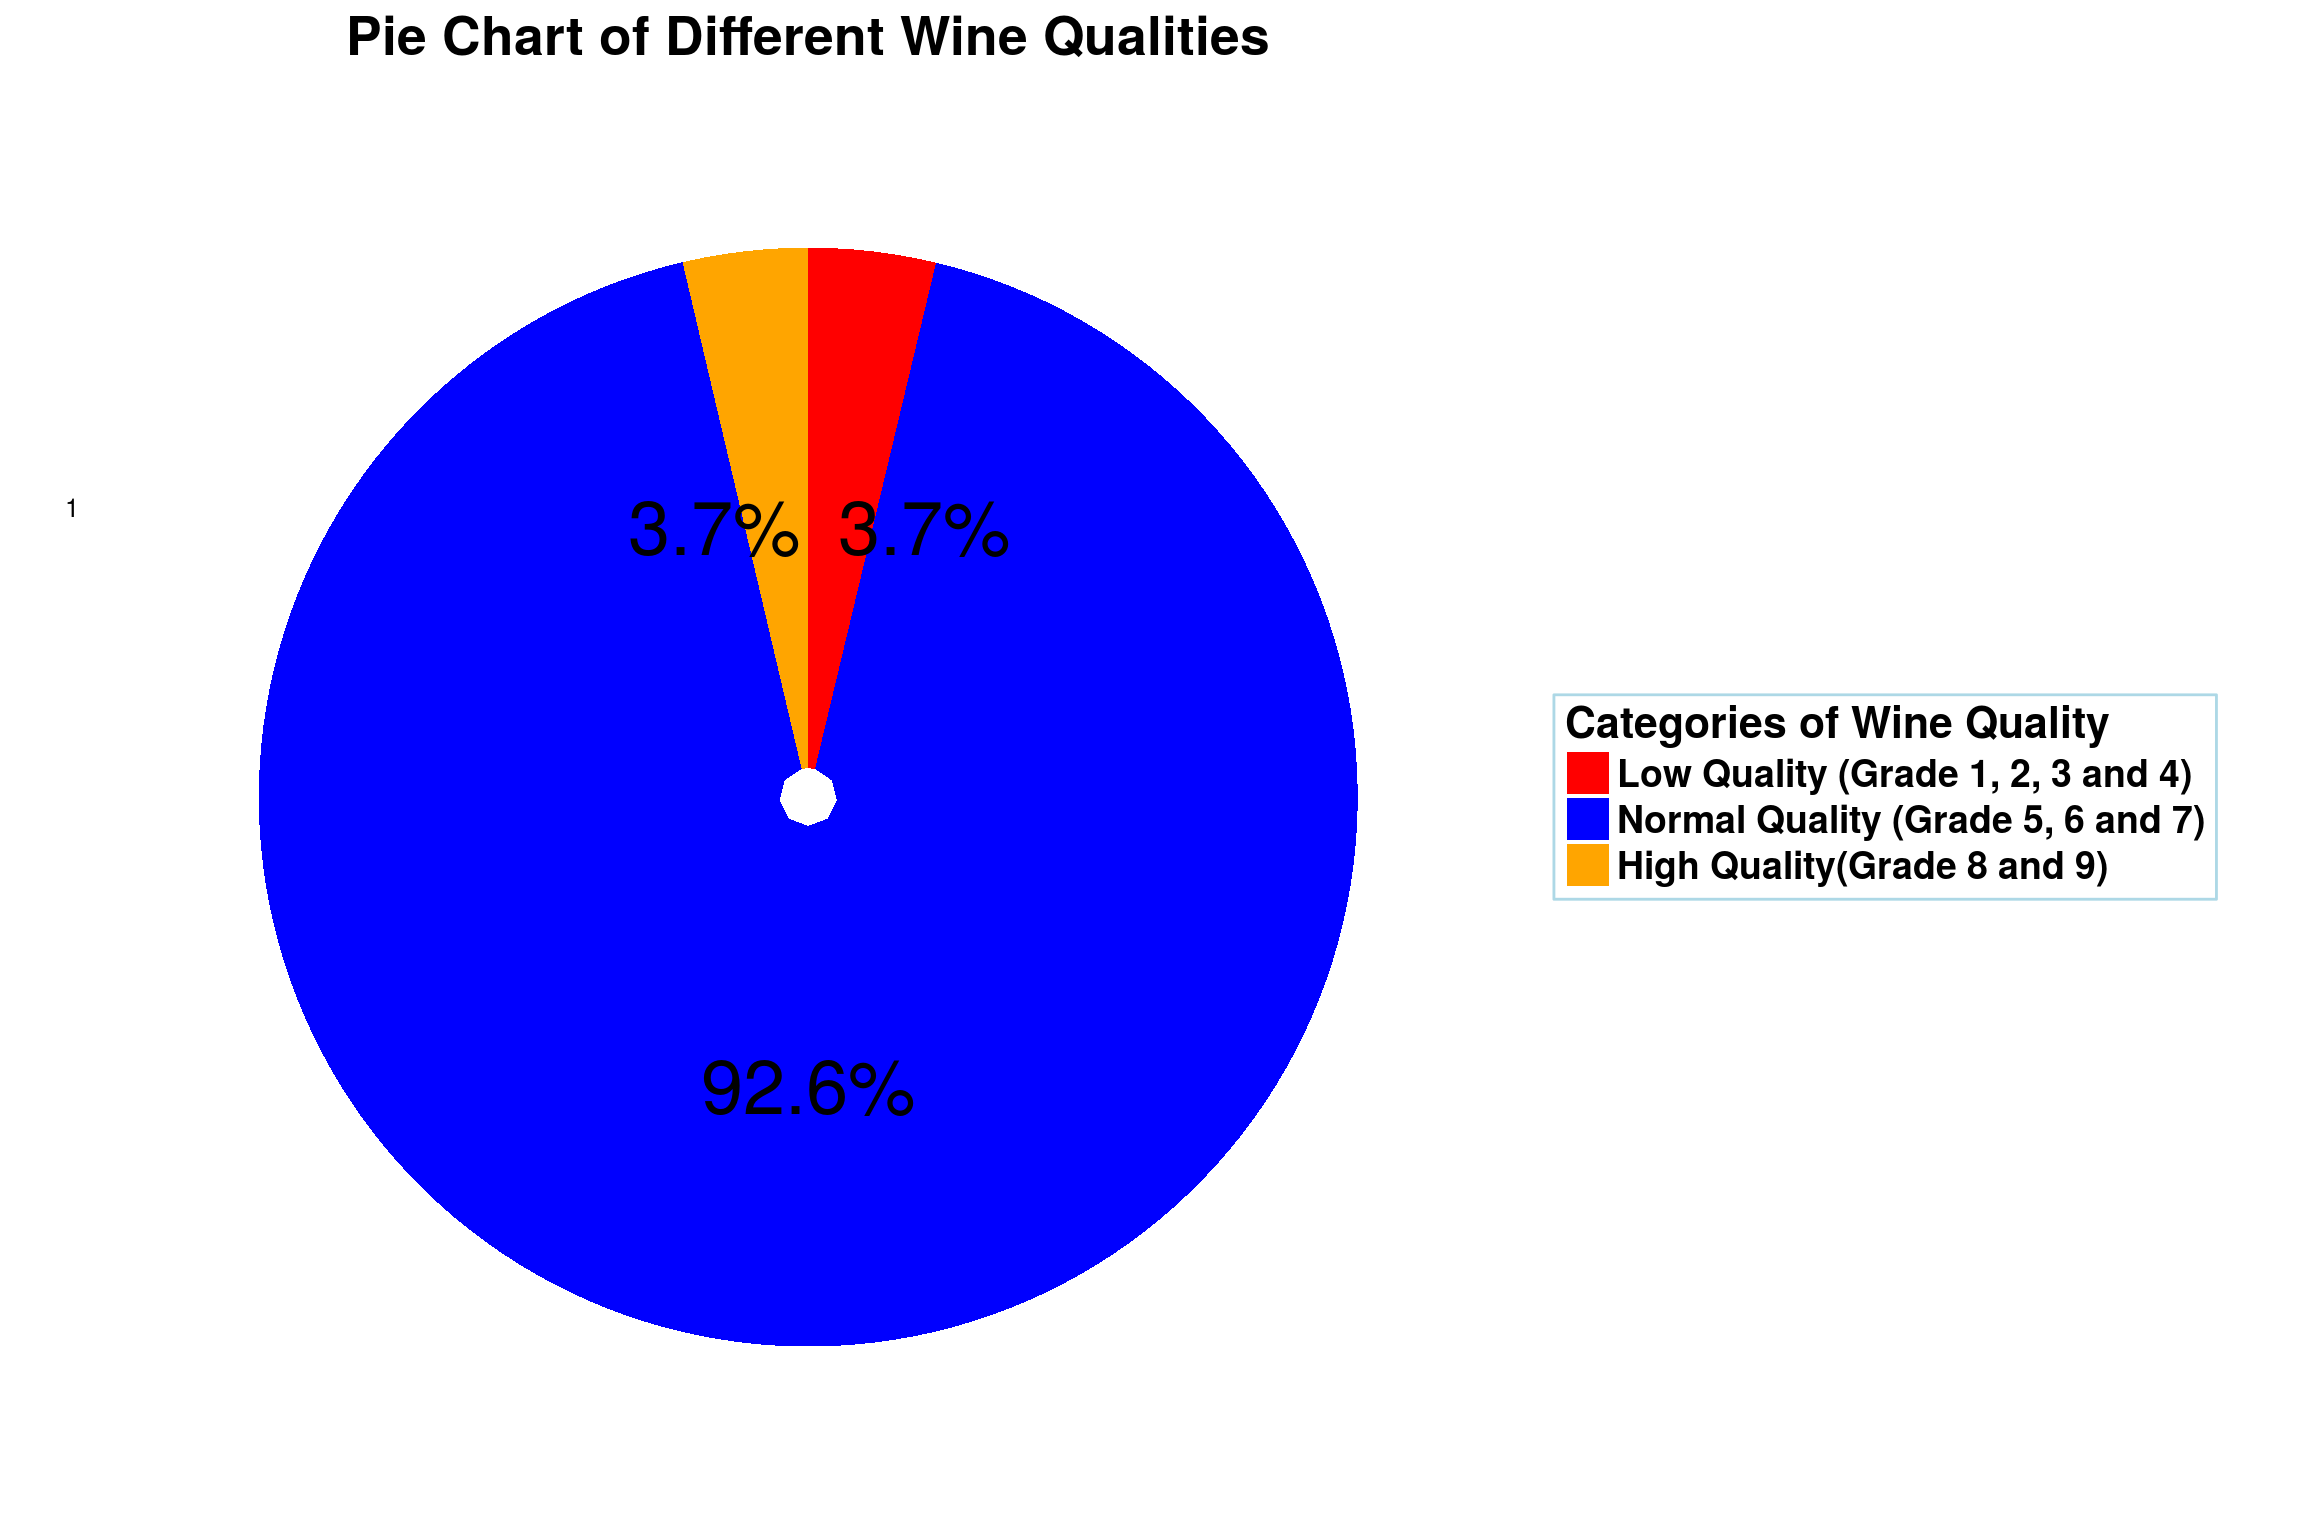 Pie Chart of Different Wine Qualities
1
3.7% 3.7%
92.6%
Categories of Wine Quality
Low Quality (Grade 1, 2, 3 and 4)
Normal Quality (Grade 5, 6 and 7)
High Quality(Grade 8 and 9)